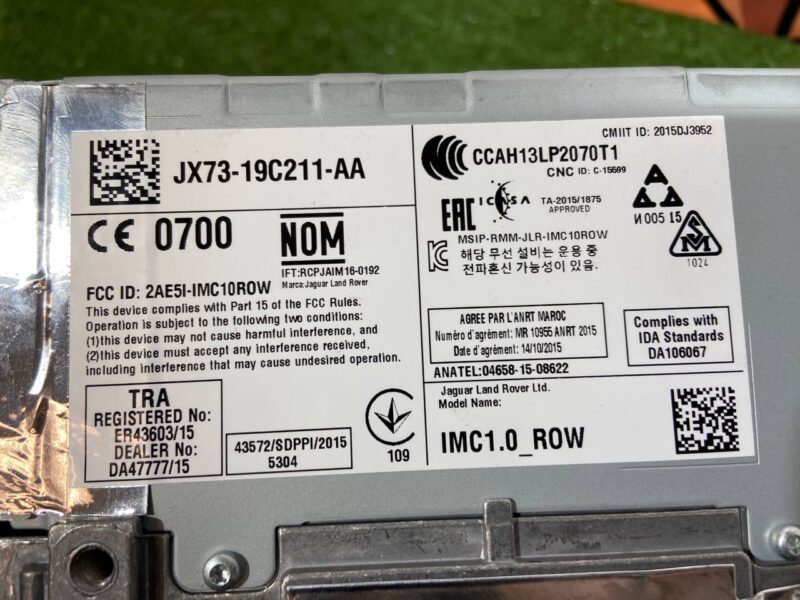 JX73-19C211-AA
CE 0700
NOM
IFT:RCPJAIM16-0192
Marca:Jaguar Land Rover
FCC ID: 2AE5I-IMC10ROW
This device complies with Part 15 of the FCC Rules.
Operation is subject to the following two conditions:
(1)this device may not cause harmful interference, and
(2)this device must accept any interference received,
including interference that may cause undesired operation.
TRA
REGISTERED No:
ER43603/15
DEALER No:
DA47777/15
43572/SDPPI/2015
5304
109
CMIIT ID: 2015DJ3952
CCAH13LP2070T1
CNC ID: C-15699
EAC
ICASA
TA-2015/1875
APPROVED
И 005 15
MSIP-RMM-JLR-IMC10ROW
해당 무선 설비는 운용 중
전파혼신 가능성이 있음.
1024
AGREE PAR L'ANRT MAROC
Numéro d'agrément: MR 10955 ANRT 2015
Date d'agrément: 14/10/2015
Complies with
IDA Standards
DA106067
ANATEL:04658-15-08622
Jaguar Land Rover Ltd.
Model Name:
IMC1.0_ROW